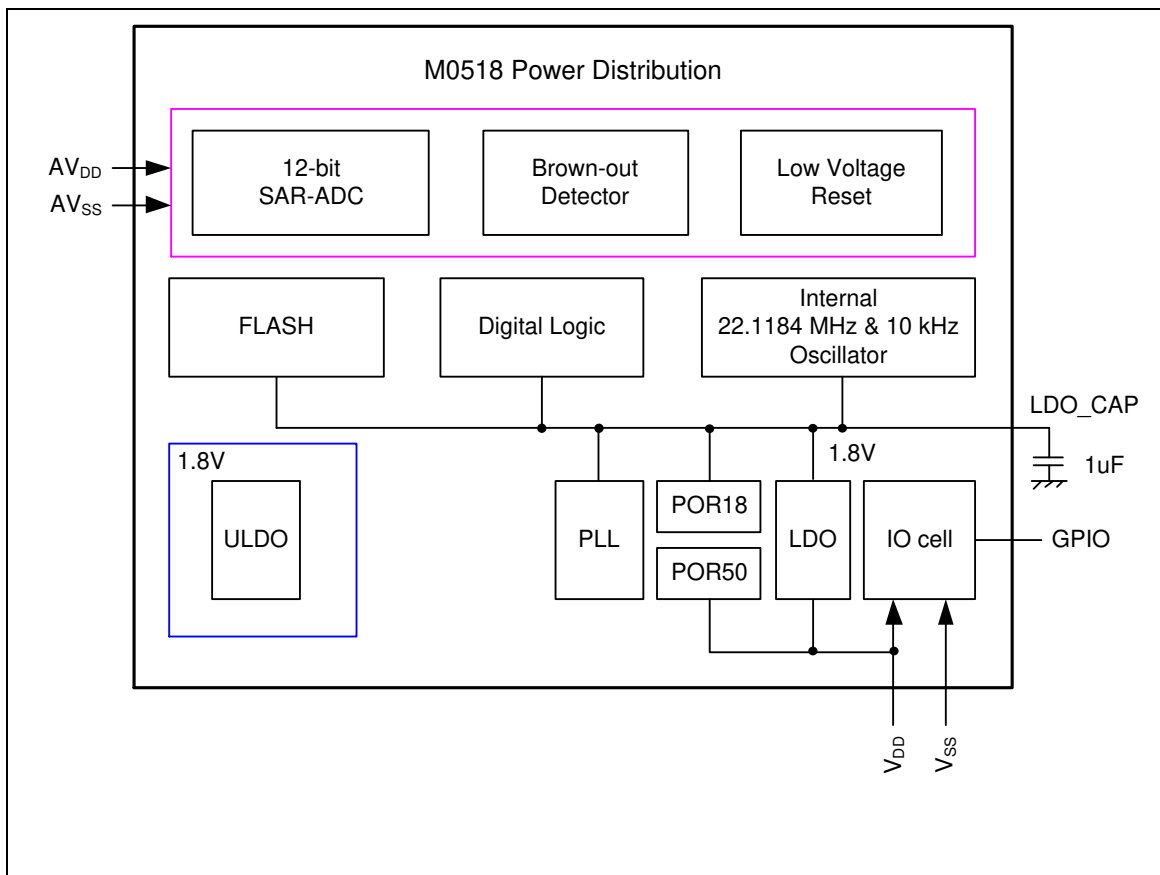 M0518 Power Distribution
AVDD
AVSS
12-bit
SAR-ADC
Brown-out
Detector
Low Voltage
Reset
FLASH
Digital Logic
Internal
22.1184 MHz & 10 kHz
Oscillator
LDO_CAP
1uF
1.8V
ULDO
1.8V
PLL
POR18
POR50
LDO
IO cell
GPIO
VDD
VSS